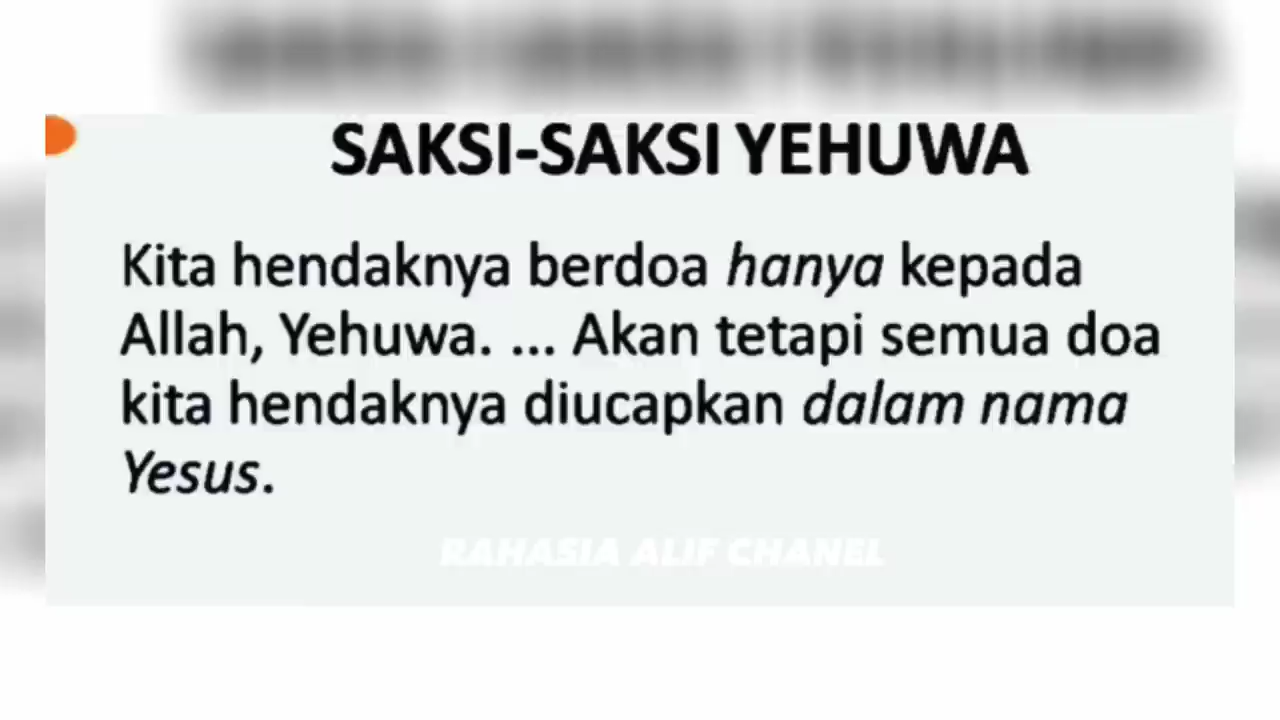 SAKSI-SAKSI YEHUWA
Kita hendaknya berdoa hanya kepada
Allah, Yehuwa. ... Akan tetapi semua doa
kita hendaknya diucapkan dalam nama
Yesus.
RAHASIA ALIF CHANEL